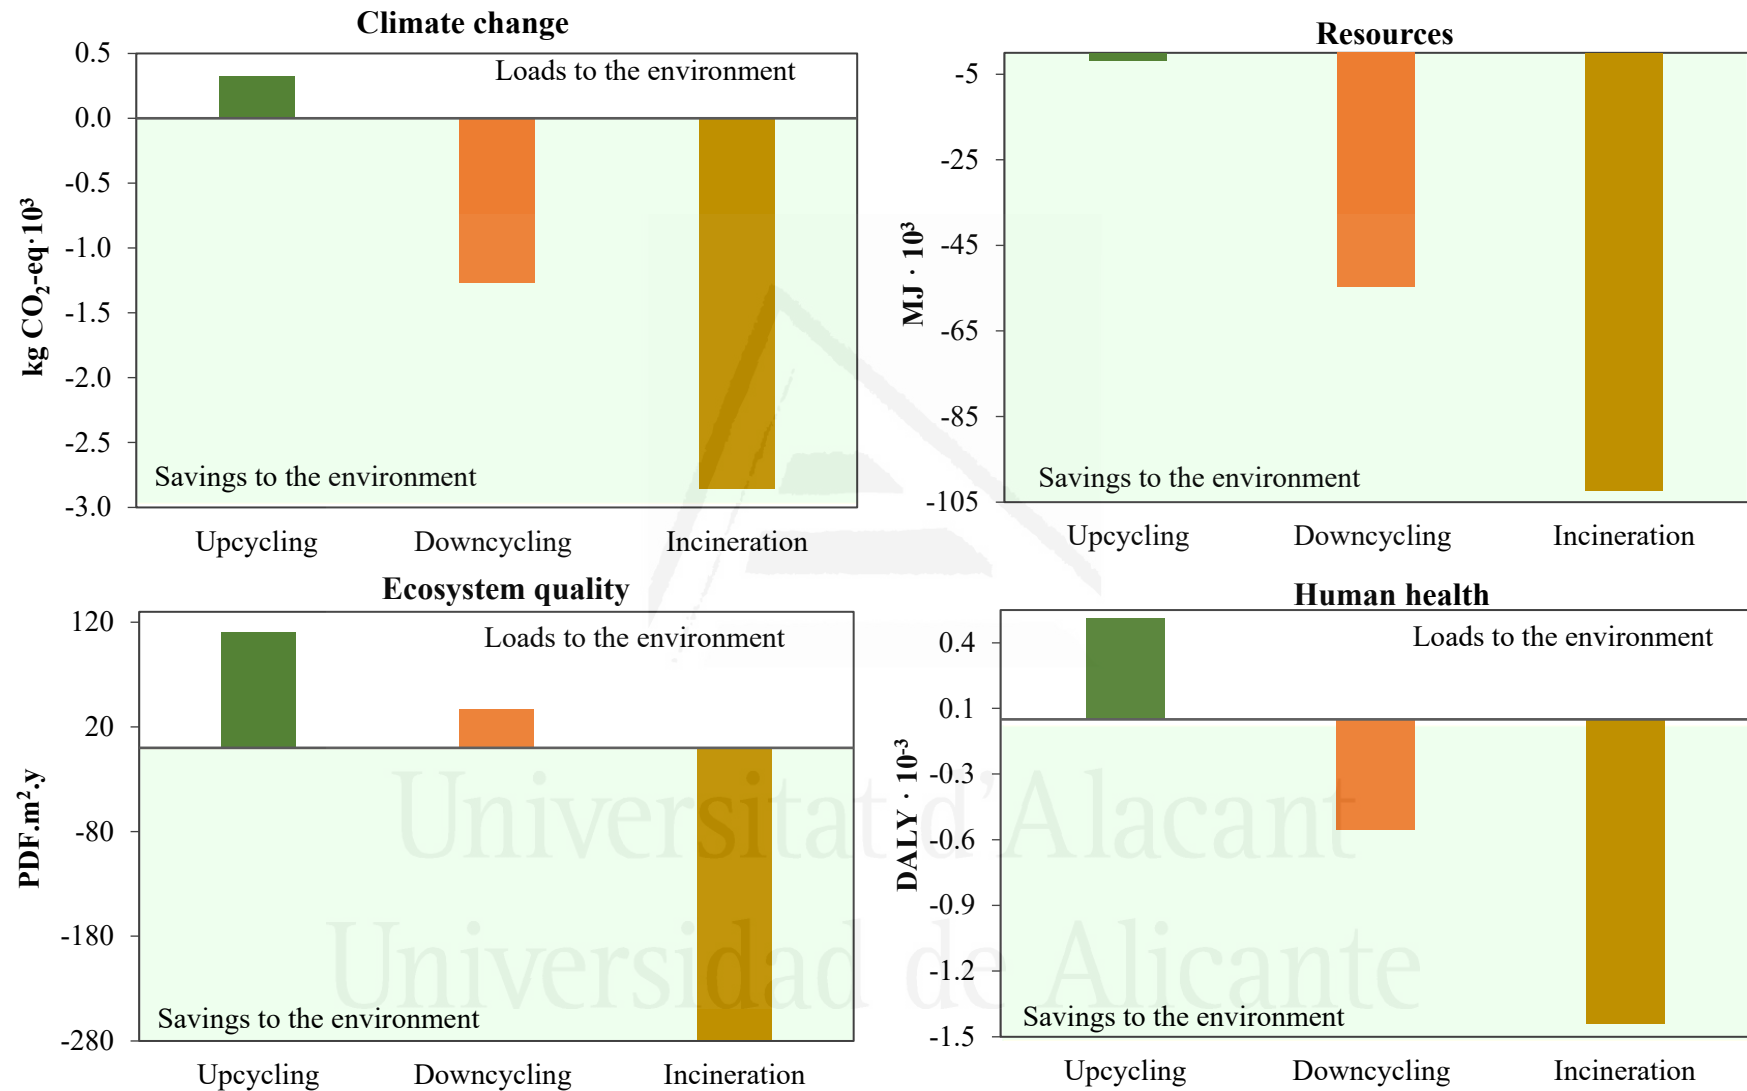 Climate change
0.5
0.0
-0.5
-1.0
-1.5
-2.0
-2.5
-3.0
kg CO₂-eq·10³
Loads to the environment
Savings to the environment
Upcycling Downcycling Incineration
Resources
-5
-25
-45
-65
-85
-105
MJ · 10³
Savings to the environment
Upcycling Downcycling Incineration
Ecosystem quality
120
20
-80
-180
-280
PDF.m².y
Loads to the environment
Savings to the environment
Upcycling Downcycling Incineration
Human health
0.4
0.1
-0.3
-0.6
-0.9
-1.2
-1.5
DALY · 10⁻³
Loads to the environment
Savings to the environment
Upcycling Downcycling Incineration
Universitat d'Alacant
Universidad de Alicante